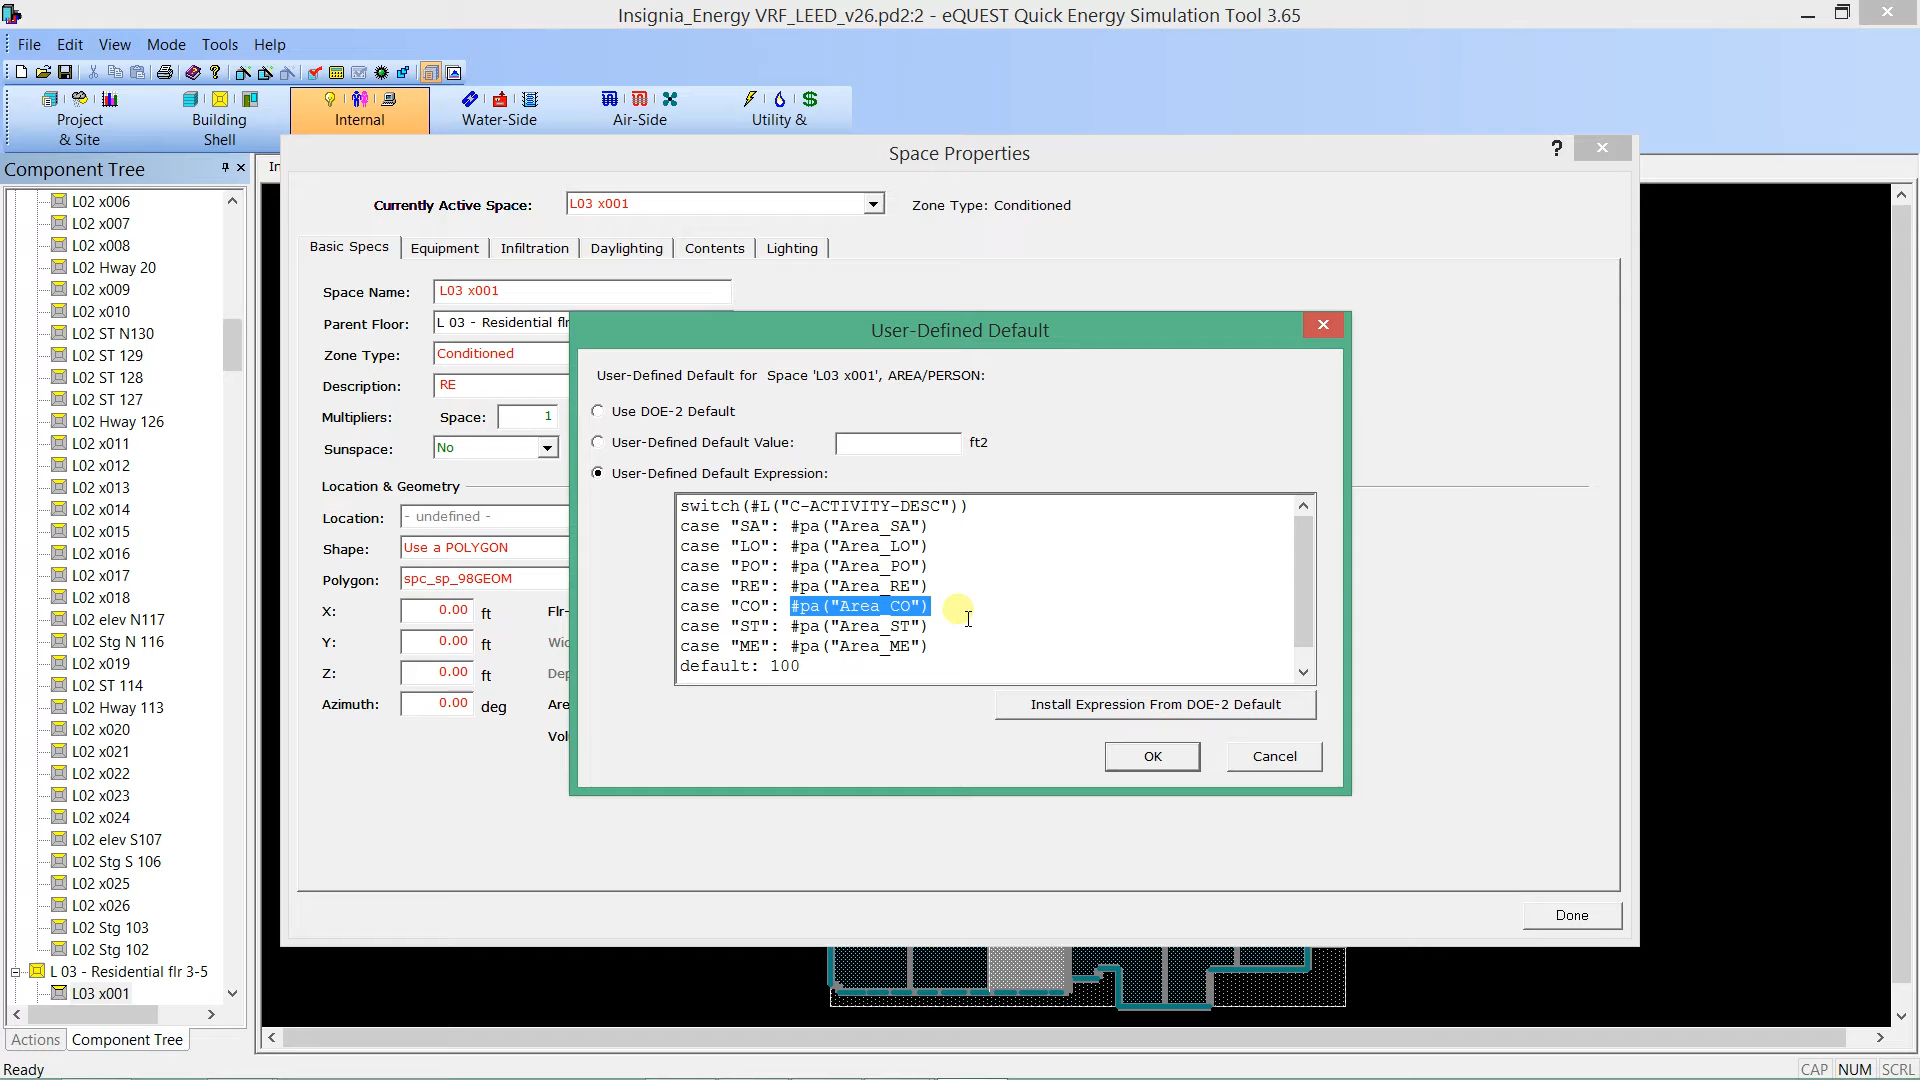 Insignia_Energy VRF_LEED_v26.pd2:2 - eQUEST Quick Energy Simulation Tool 3.65
File Edit View Mode Tools Help
Project & Site
Building Shell
Internal
Water-Side
Air-Side
Utility &
Component Tree
L02 x006
L02 x007
L02 x008
L02 Hway 20
L02 x009
L02 x010
L02 ST N130
L02 ST 129
L02 ST 128
L02 ST 127
L02 Hway 126
L02 x011
L02 x012
L02 x013
L02 x014
L02 x015
L02 x016
L02 x017
L02 x018
L02 elev N117
L02 Stg N 116
L02 x019
L02 ST 114
L02 Hway 113
L02 x020
L02 x021
L02 x022
L02 x023
L02 x024
L02 elev S107
L02 Stg S 106
L02 x025
L02 x026
L02 Stg 103
L02 Stg 102
L 03 - Residential flr 3-5
L03 x001
Actions Component Tree
In
Space Properties
?
Currently Active Space: L03 x001 Zone Type: Conditioned
Basic Specs Equipment Infiltration Daylighting Contents Lighting
Space Name: L03 x001
Parent Floor: L 03 - Residential flr
Zone Type: Conditioned
Description: RE
Multipliers: Space: 1
Sunspace: No
Location & Geometry
Location: - undefined -
Shape: Use a POLYGON
Polygon: spc_sp_98GEOM
X: 0.00 ft Flr-
Y: 0.00 ft Wid
Z: 0.00 ft Dep
Azimuth: 0.00 deg Are
Volu
User-Defined Default
User-Defined Default for Space 'L03 x001', AREA/PERSON:
Use DOE-2 Default
User-Defined Default Value: ft2
User-Defined Default Expression:
switch(#L("C-ACTIVITY-DESC"))
case "SA": #pa("Area_SA")
case "LO": #pa("Area_LO")
case "PO": #pa("Area_PO")
case "RE": #pa("Area_RE")
case "CO": #pa("Area_CO")
case "ST": #pa("Area_ST")
case "ME": #pa("Area_ME")
default: 100
Install Expression From DOE-2 Default
OK Cancel
Done
Ready CAP NUM SCRL